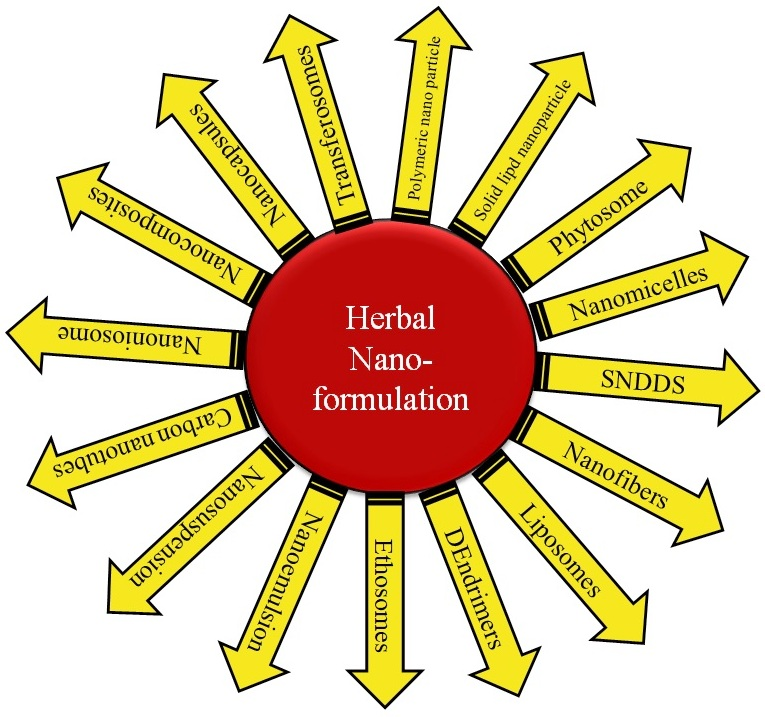 Herbal
Nano-
formulation
Polymeric nano particle
Solid lipd nanoparticle
Phytosome
Nanomicelles
SNDDS
Nanofibers
Liposomes
DEndrimers
Ethosomes
Nanoemulsion
Nanosuspension
Carbon nanotubes
Nanoniosome
Nanocomposites
Nanocapsules
Transferosomes